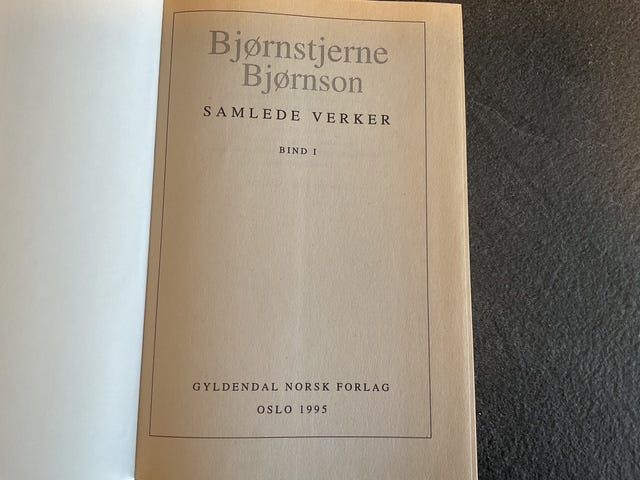 Bjørnstjerne
Bjørnson
SAMLEDE VERKER
BIND I
GYLDENDAL NORSK FORLAG
OSLO 1995